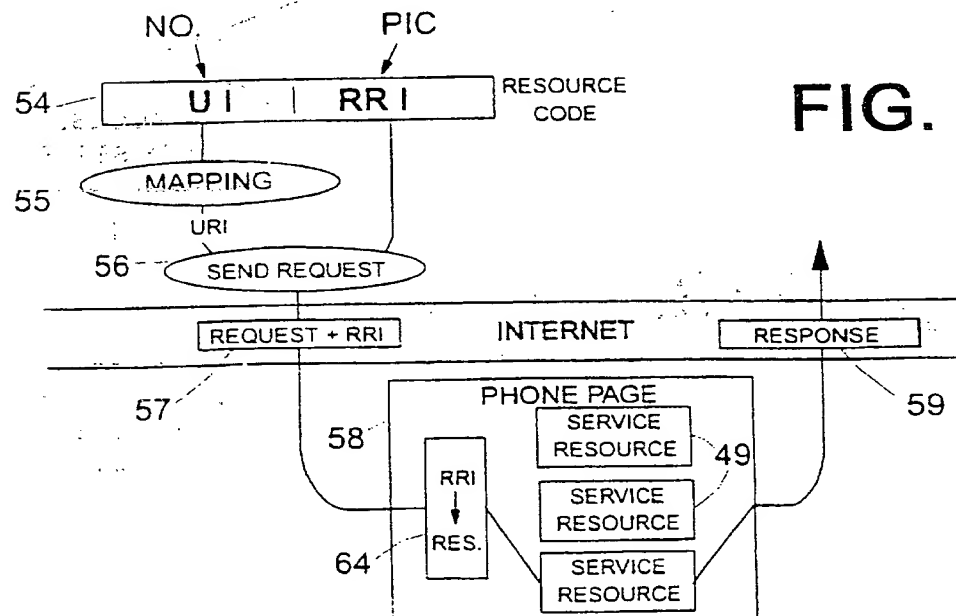 NO. PIC
54 UI | RRI RESOURCE CODE
FIG.
55 MAPPING
URI
56 SEND REQUEST
REQUEST + RRI INTERNET RESPONSE
57 59
58 PHONE PAGE
SERVICE RESOURCE 49
RRI
RES.
64
SERVICE RESOURCE
SERVICE RESOURCE